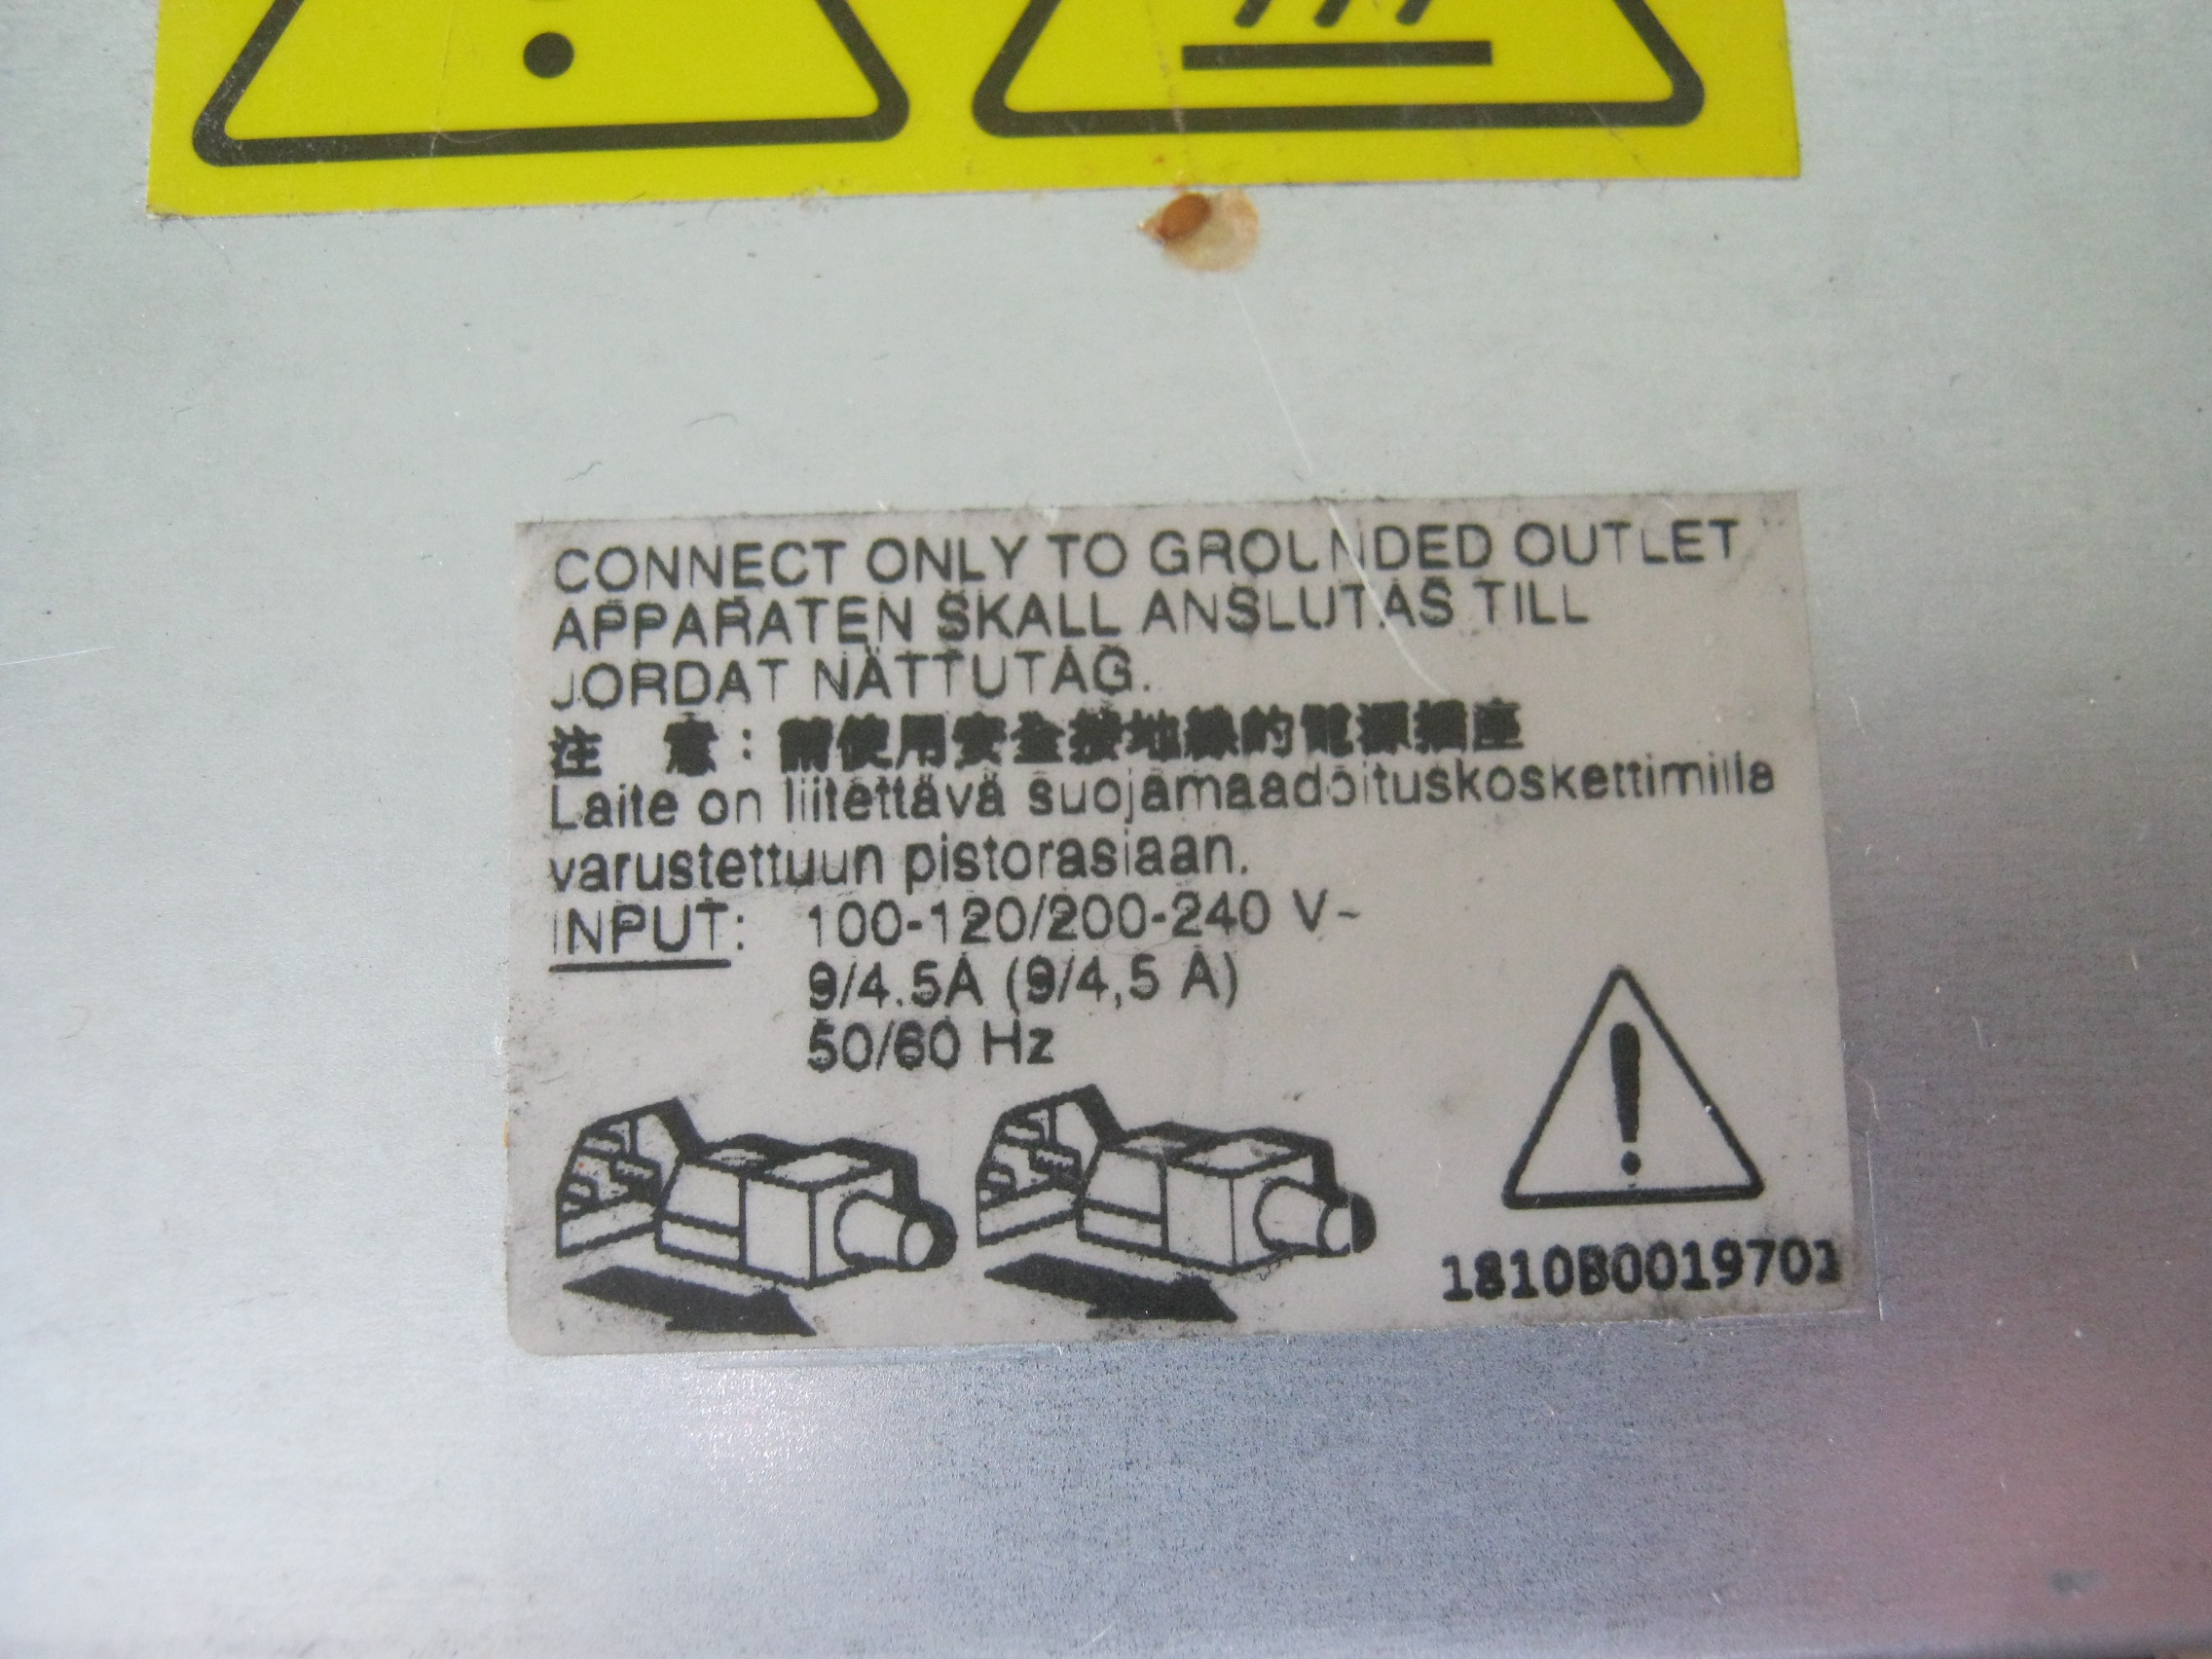 CONNECT ONLY TO GROUNDED OUTLET
APPARATEN SKALL ANSLUTAS TILL
JORDAT NÄTTUTAG.
注 意：請使用安全接地線的電源插座
Laite on liitettävä suojamaadoituskoskettimilla
varustettuun pistorasiaan.
INPUT: 100-120/200-240 V~
9/4.5A (9/4,5 A)
50/60 Hz
1810B0019701